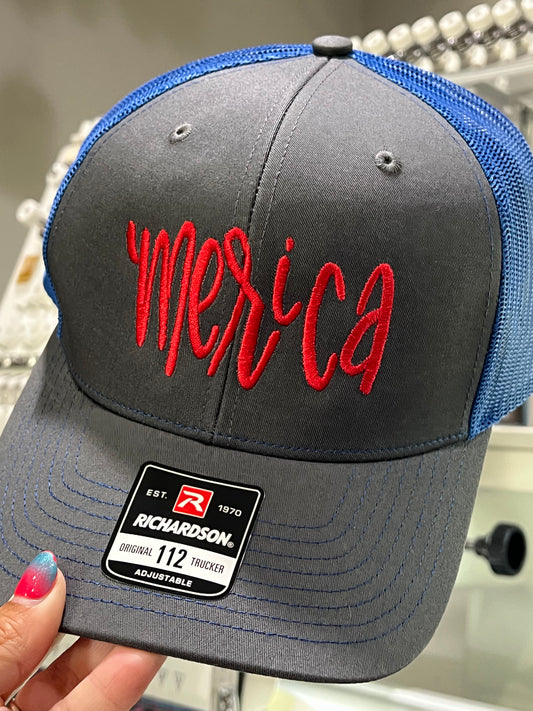 'merica
EST. R 1970
RICHARDSON®
ORIGINAL 112 TRUCKER
ADJUSTABLE